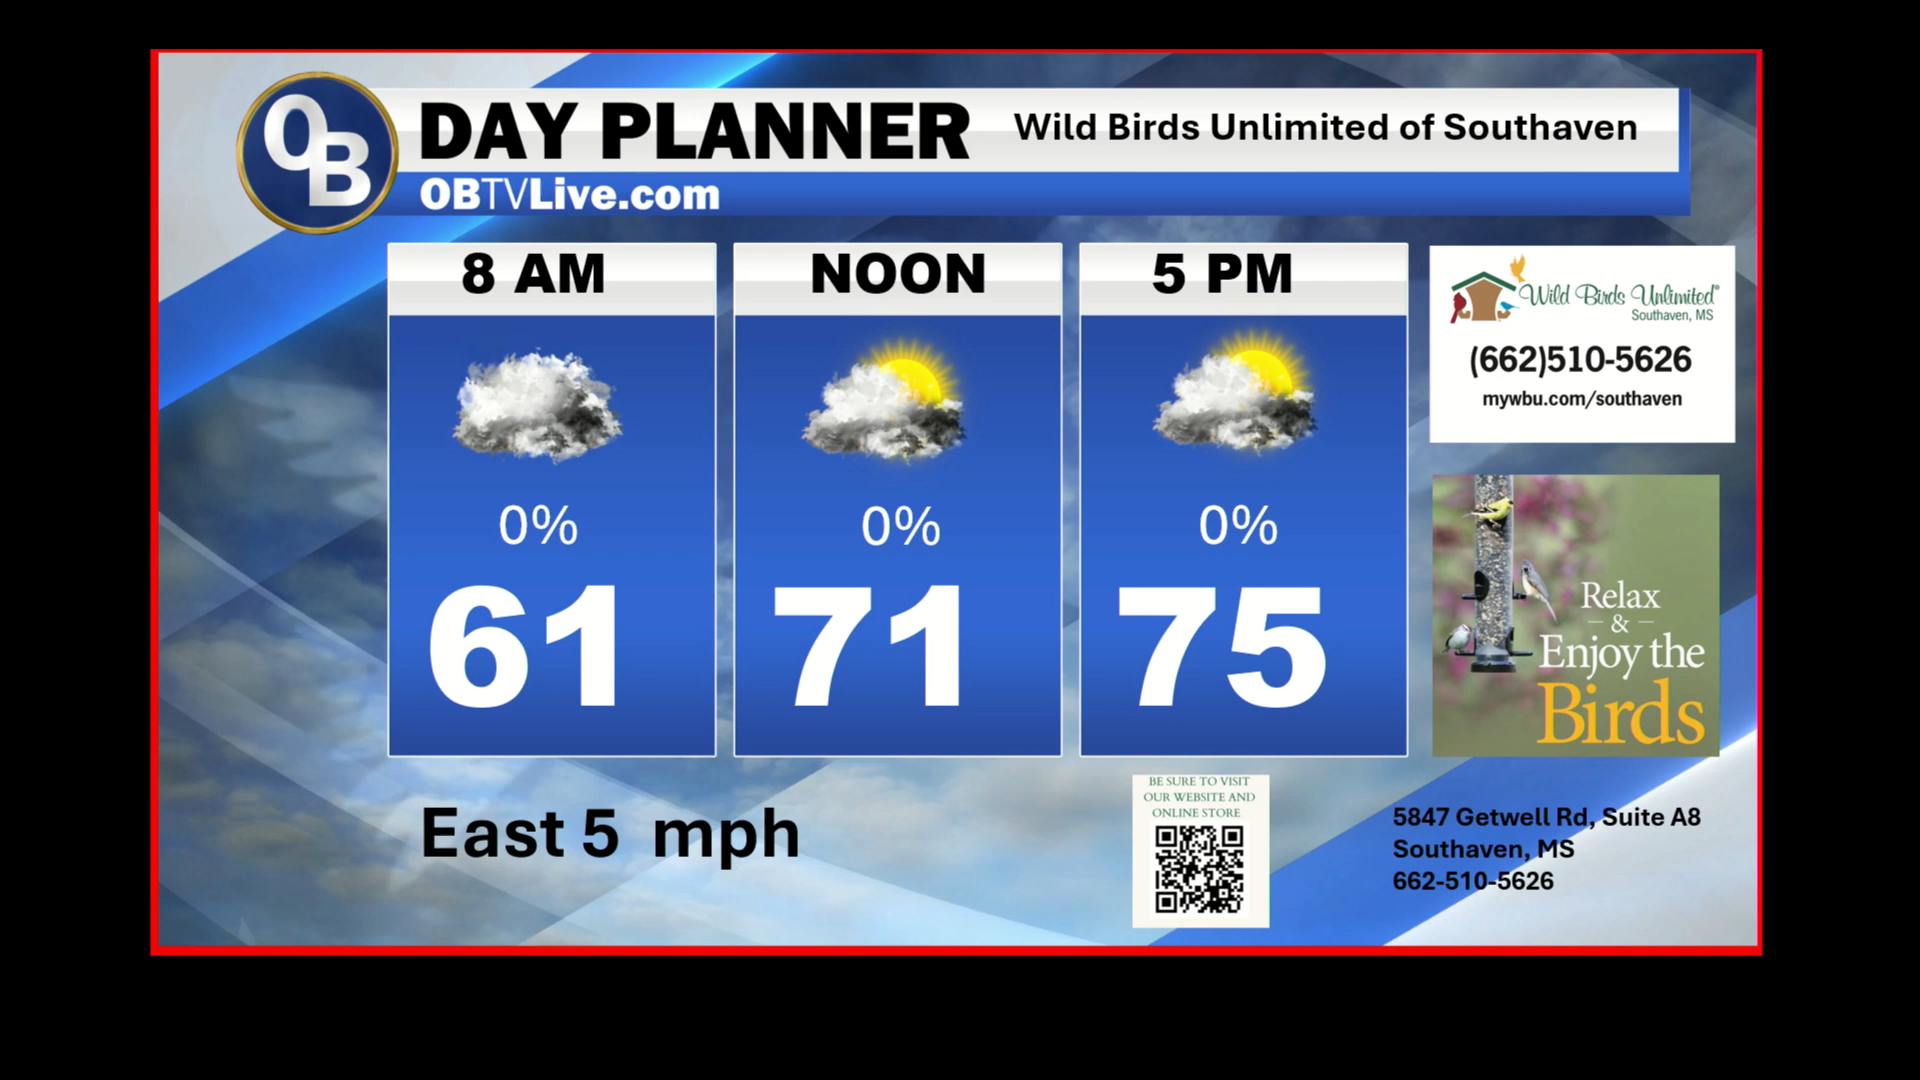 OB
DAY PLANNER
Wild Birds Unlimited of Southaven
OBTVLive.com
8 AM
NOON
5 PM
0%
0%
0%
61
71
75
Wild Birds Unlimited®
Southaven, MS
(662)510-5626
mywbu.com/southaven
Relax
&
Enjoy the
Birds
East 5 mph
BE SURE TO VISIT
OUR WEBSITE AND
ONLINE STORE
5847 Getwell Rd, Suite A8
Southaven, MS
662-510-5626